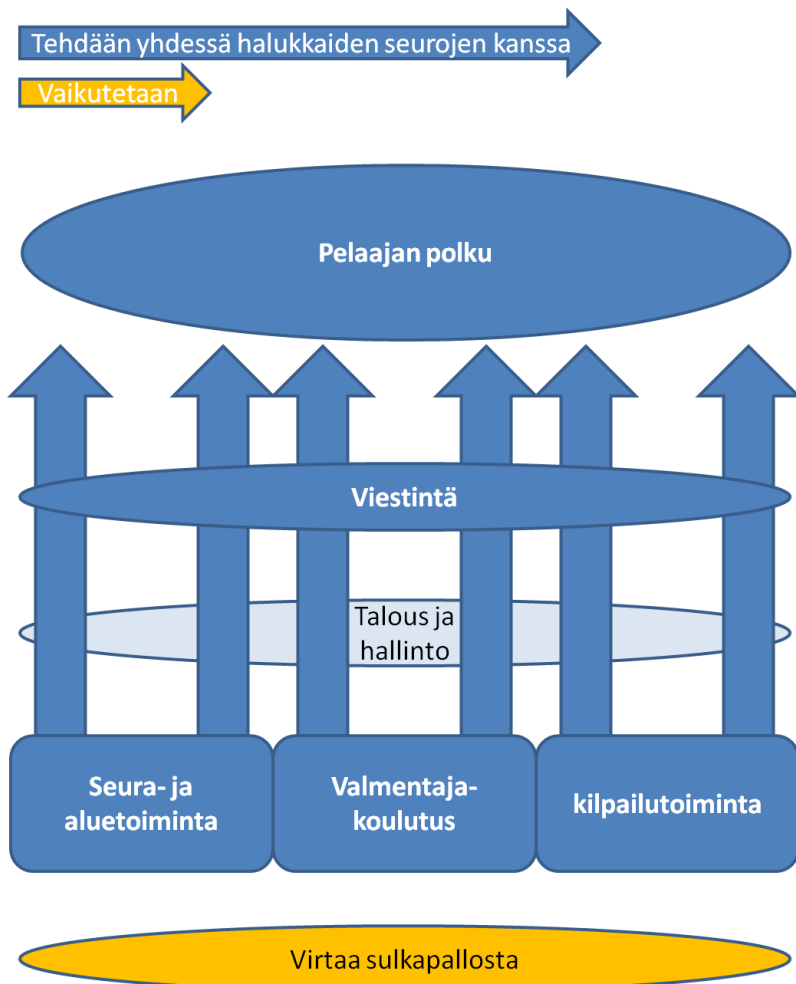 Tehdään yhdessä halukkaiden seurojen kanssa
Vaikutetaan
Pelaajan polku
Viestintä
Talous ja
hallinto
Seura- ja
aluetoiminta
Valmentaja-
koulutus
kilpailutoiminta
Virtaa sulkapallosta